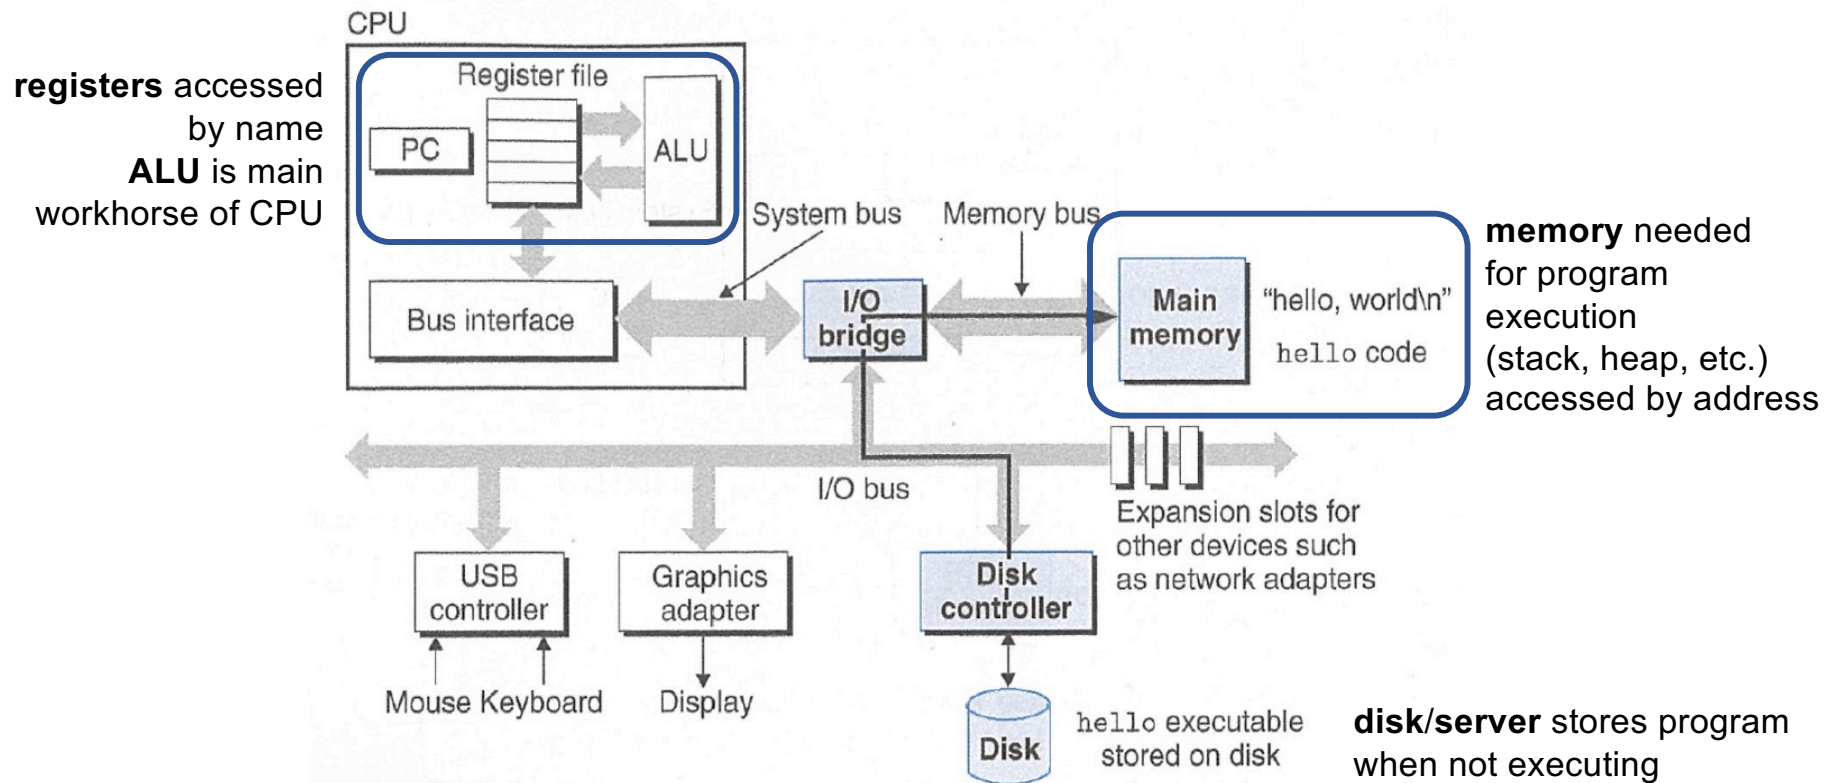 CPU
registers accessed
by name
ALU is main
workhorse of CPU
Register file
PC
ALU
System bus
Memory bus
Bus interface
I/O
bridge
Main
memory
“hello, world\n”
hello code
memory needed
for program
execution
(stack, heap, etc.)
accessed by address
I/O bus
Expansion slots for
other devices such
as network adapters
USB
controller
Graphics
adapter
Disk
controller
Mouse Keyboard
Display
Disk
hello executable
stored on disk
disk/server stores program
when not executing